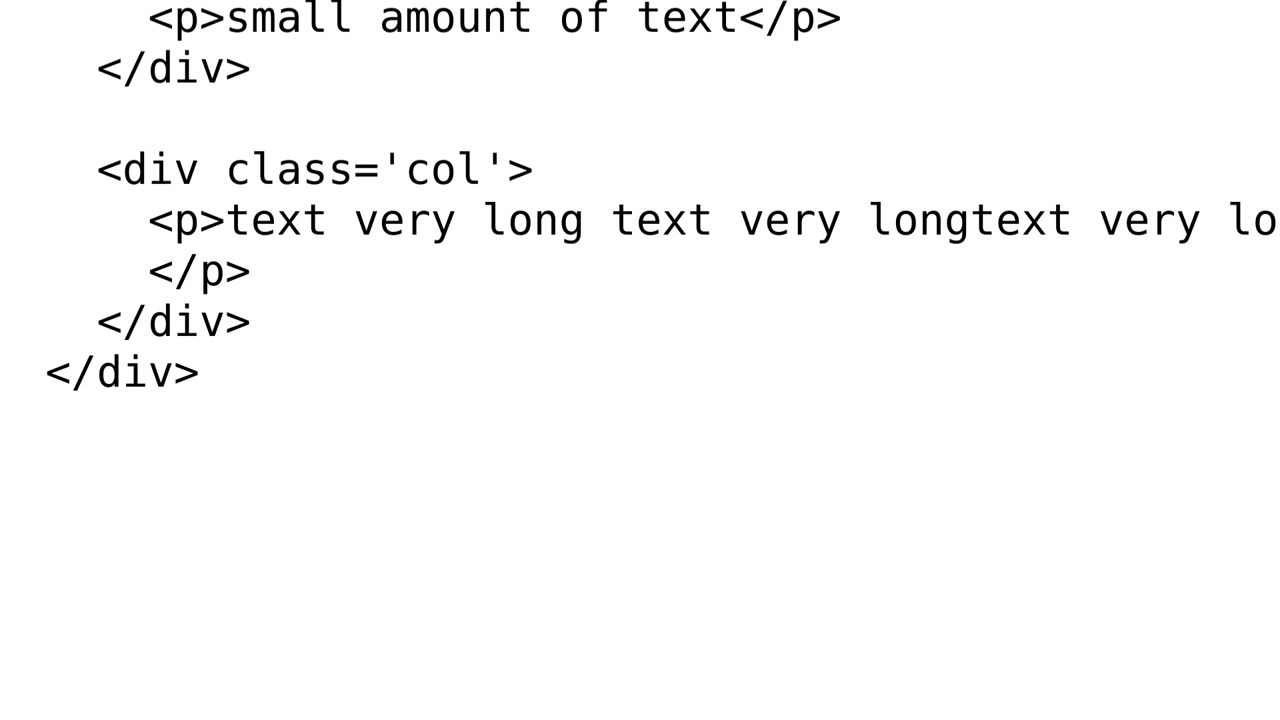 <p>small amount of text</p>
</div>
<div class='col'>
<p>text very long text very longtext very lo
</p>
</div>
</div>